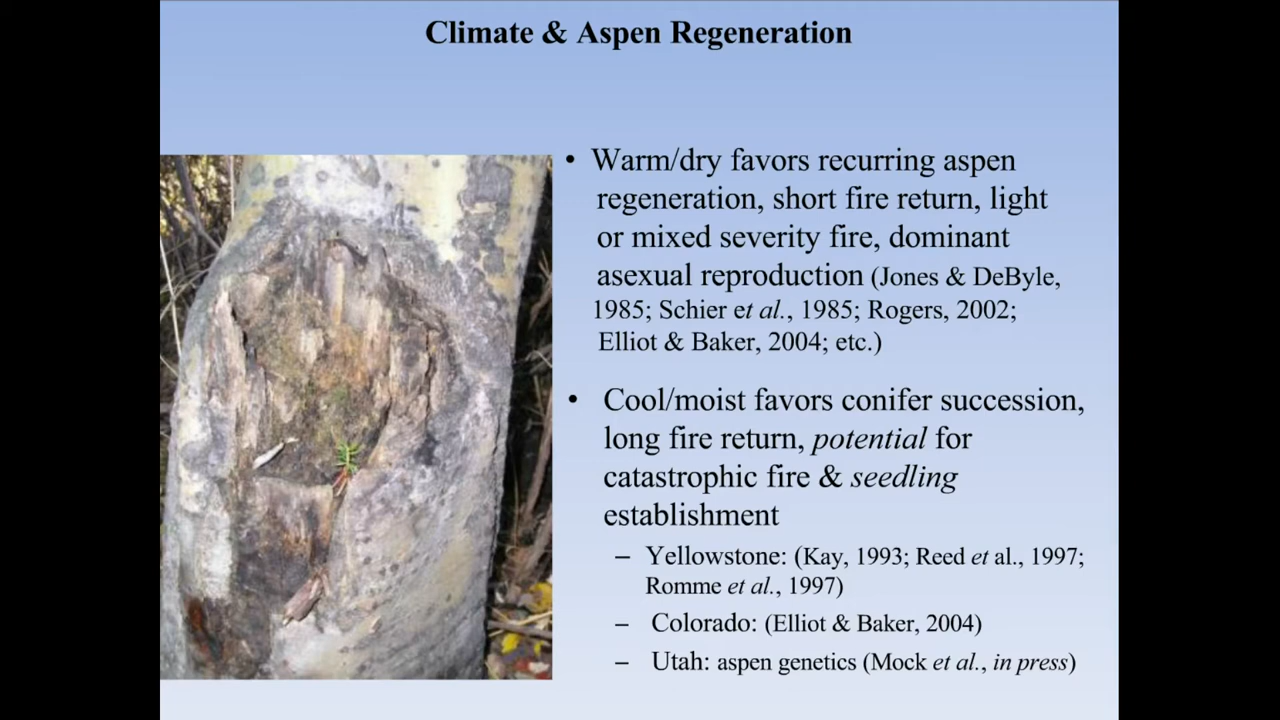 Climate & Aspen Regeneration
• Warm/dry favors recurring aspen
regeneration, short fire return, light
or mixed severity fire, dominant
asexual reproduction (Jones & DeByle,
1985; Schier et al., 1985; Rogers, 2002;
Elliot & Baker, 2004; etc.)
• Cool/moist favors conifer succession,
long fire return, potential for
catastrophic fire & seedling
establishment
– Yellowstone: (Kay, 1993; Reed et al., 1997;
Romme et al., 1997)
– Colorado: (Elliot & Baker, 2004)
– Utah: aspen genetics (Mock et al., in press)